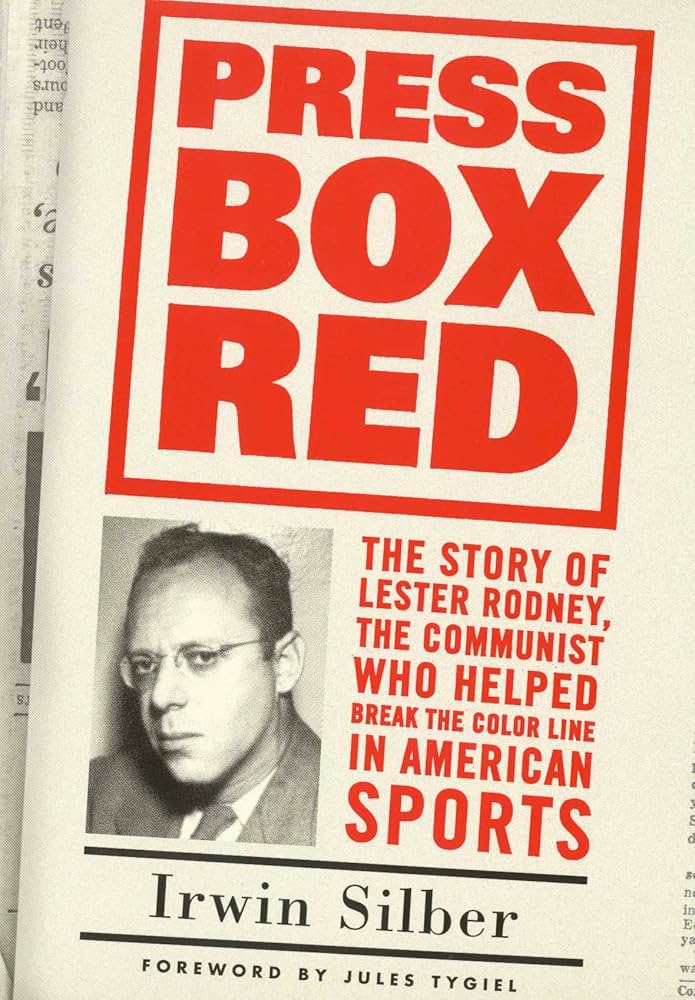 PRESS
BOX
RED
THE STORY OF
LESTER RODNEY,
THE COMMUNIST
WHO HELPED
BREAK THE COLOR LINE
IN AMERICAN
SPORTS
Irwin Silber
FOREWORD BY JULES TYGIEL